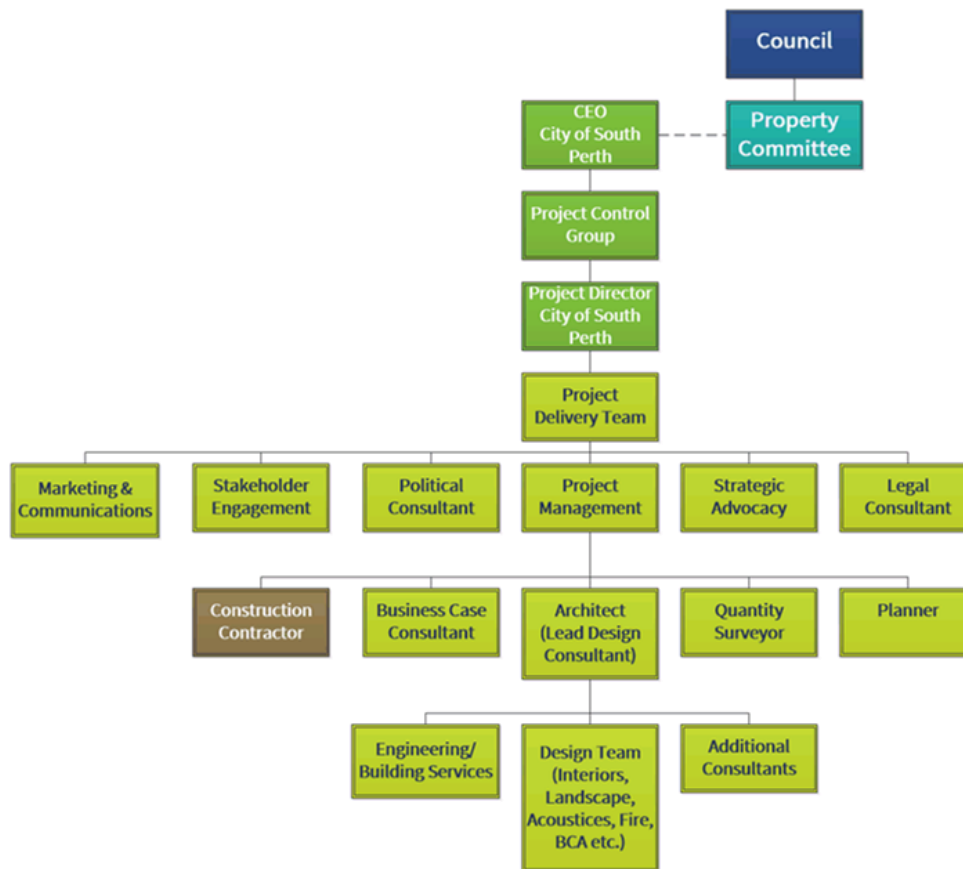 Council
CEO
City of South
Perth
Property
Committee
Project Control
Group
Project Director
City of South
Perth
Project
Delivery Team
Marketing &
Communications
Stakeholder
Engagement
Political
Consultant
Project
Management
Strategic
Advocacy
Legal
Consultant
Construction
Contractor
Business Case
Consultant
Architect
(Lead Design
Consultant)
Quantity
Surveyor
Planner
Engineering/
Building Services
Design Team
(Interiors,
Landscape,
Acoustices, Fire,
BCA etc.)
Additional
Consultants